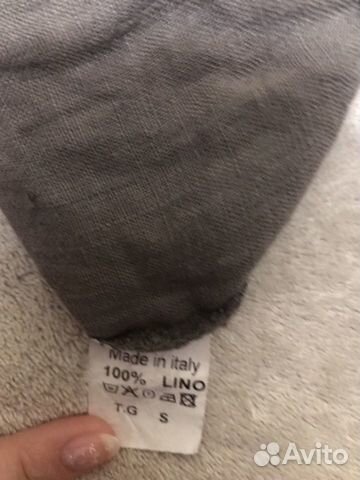 Made in italy
100% LINO
T.G S
Avito